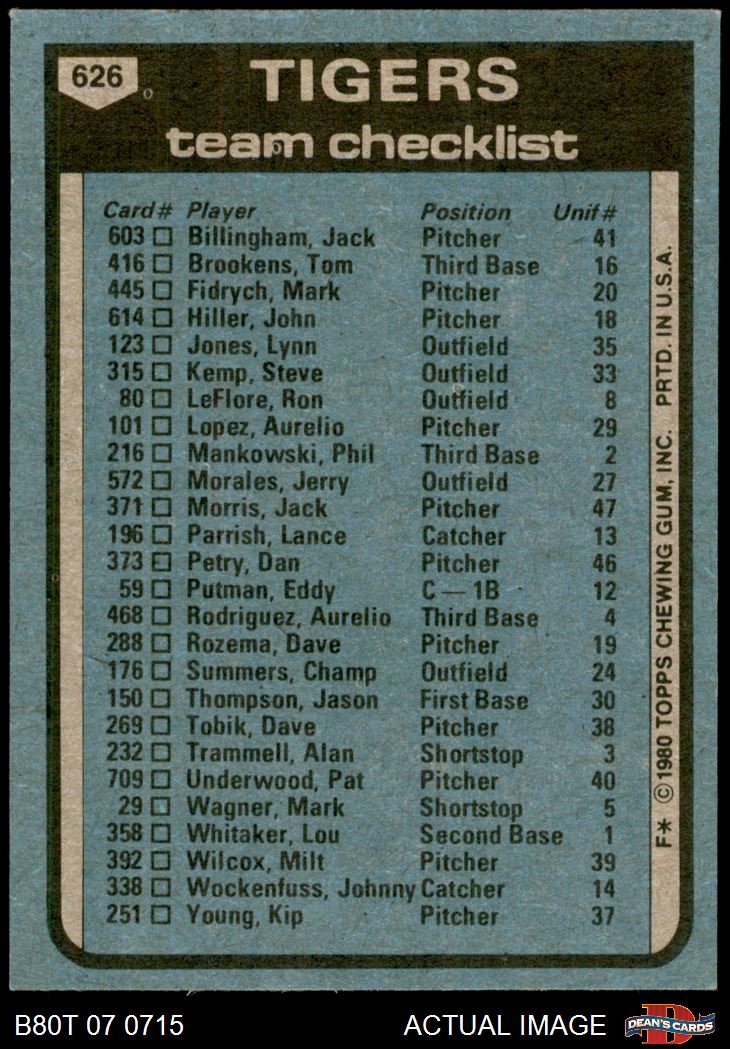 626
TIGERS
team checklist
Card# Player Position Unif#
603 Billingham, Jack Pitcher 41
416 Brookens, Tom Third Base 16
445 Fidrych, Mark Pitcher 20
614 Hiller, John Pitcher 18
123 Jones, Lynn Outfield 35
315 Kemp, Steve Outfield 33
80 LeFlore, Ron Outfield 8
101 Lopez, Aurelio Pitcher 29
216 Mankowski, Phil Third Base 2
572 Morales, Jerry Outfield 27
371 Morris, Jack Pitcher 47
196 Parrish, Lance Catcher 13
373 Petry, Dan Pitcher 46
59 Putman, Eddy C — 1B 12
468 Rodriguez, Aurelio Third Base 4
288 Rozema, Dave Pitcher 19
176 Summers, Champ Outfield 24
150 Thompson, Jason First Base 30
269 Tobik, Dave Pitcher 38
232 Trammell, Alan Shortstop 3
709 Underwood, Pat Pitcher 40
29 Wagner, Mark Shortstop 5
358 Whitaker, Lou Second Base 1
392 Wilcox, Milt Pitcher 39
338 Wockenfuss, Johnny Catcher 14
251 Young, Kip Pitcher 37
F* © 1980 TOPPS CHEWING GUM, INC. PRTD. IN U.S.A.
B80T 07 0715 ACTUAL IMAGE
D
DEAN'S CARDS